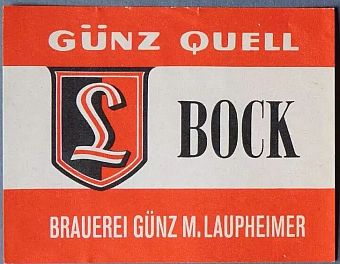 GÜNZ QUELL
L
BOCK
BRAUEREI GÜNZ M. LAUPHEIMER